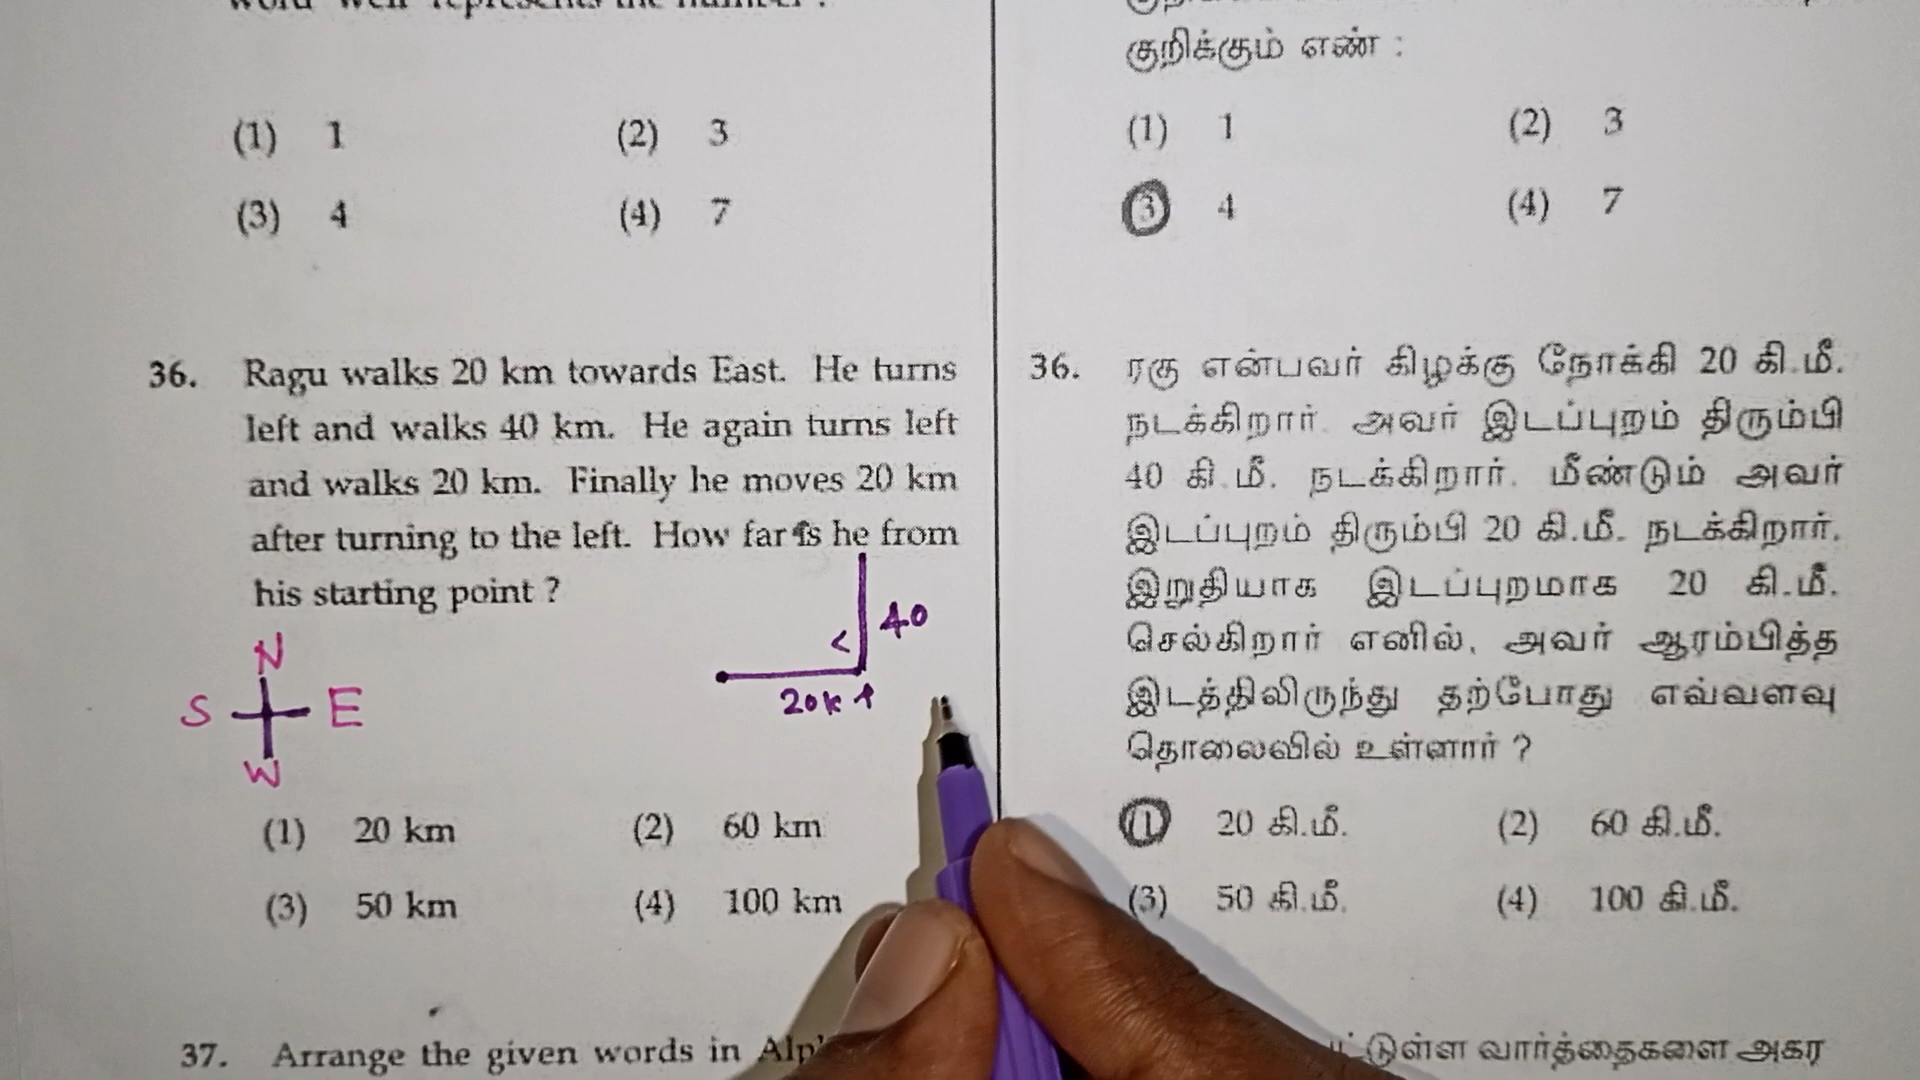 word "well" represents the number :
(1) 1 (2) 3
(3) 4 (4) 7
36. Ragu walks 20 km towards East. He turns
left and walks 40 km. He again turns left
and walks 20 km. Finally he moves 20 km
after turning to the left. How far is he from
his starting point ?
40
20k
N
S E
W
(1) 20 km (2) 60 km
(3) 50 km (4) 100 km
37. Arrange the given words in
குறிக்கும் எண் :
(1) 1 (2) 3
(3) 4 (4) 7
36. ரகு என்பவர் கிழக்கு நோக்கி 20 கி.மீ.
நடக்கிறார். அவர் இடப்புறம் திரும்பி
40 கி.மீ. நடக்கிறார். மீண்டும் அவர்
இடப்புறம் திரும்பி 20 கி.மீ. நடக்கிறார்.
இறுதியாக இடப்புறமாக 20 கி.மீ.
செல்கிறார் எனில், அவர் ஆரம்பித்த
இடத்திலிருந்து தற்போது எவ்வளவு
தொலைவில் உள்ளார் ?
(1) 20 கி.மீ. (2) 60 கி.மீ.
(3) 50 கி.மீ. (4) 100 கி.மீ.
வார்த்தைகளை அகர